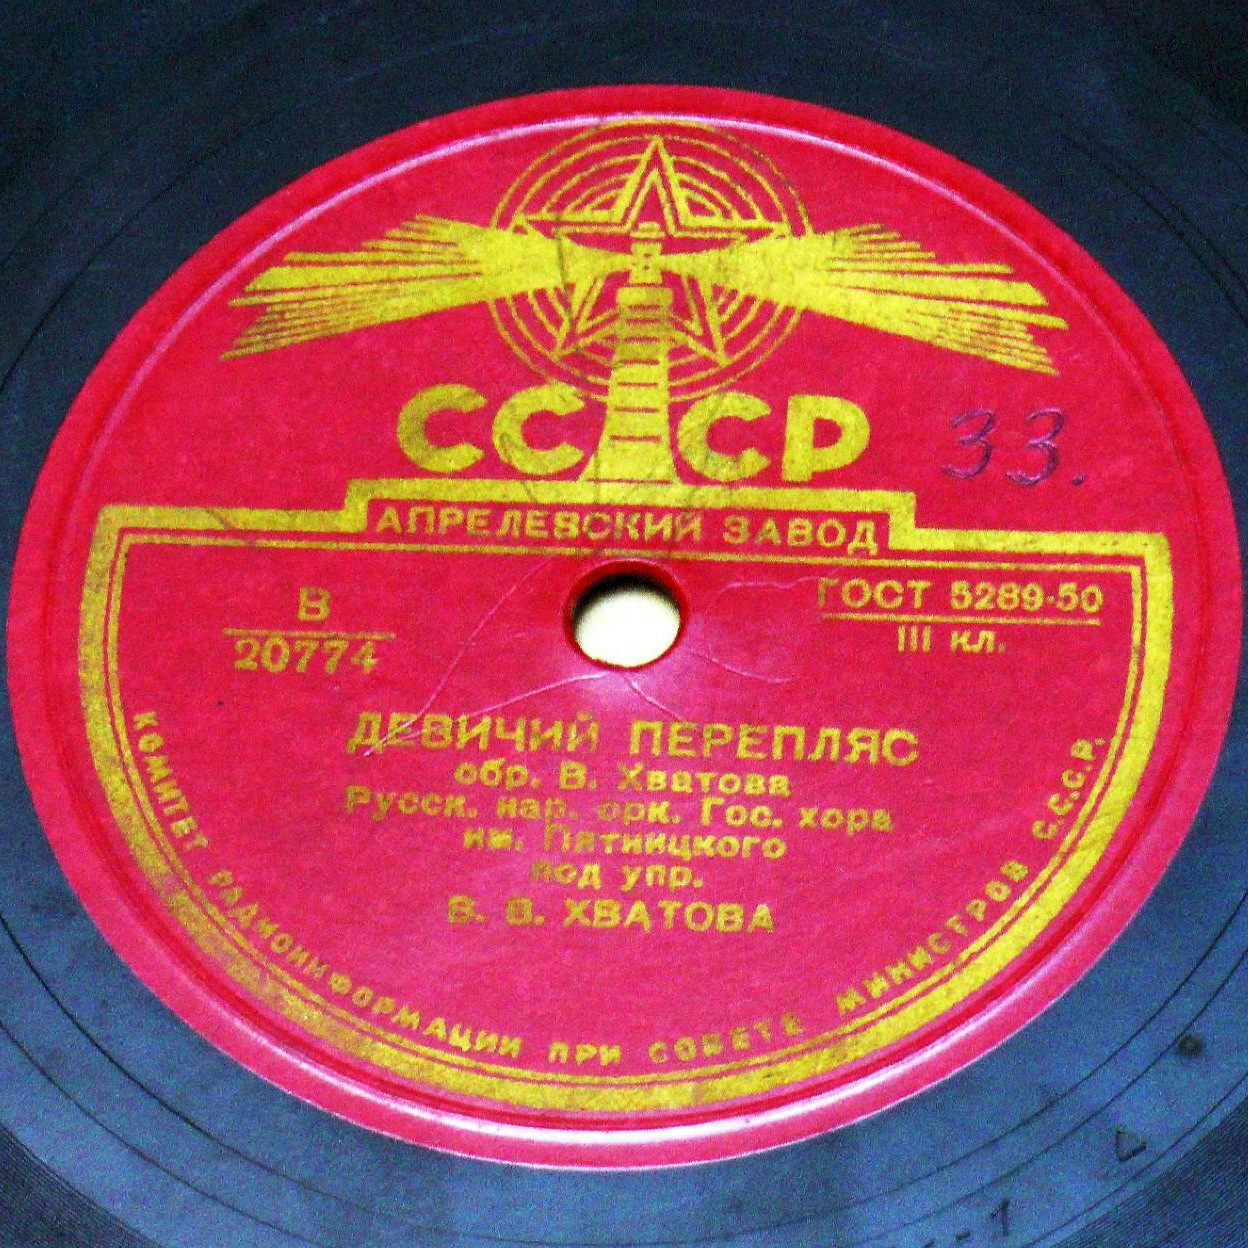 СССР
33.
АПРЕЛЕВСКИЙ ЗАВОД
В
20774
ГОСТ 5289-50
III кл.
ДЕВИЧИЙ ПЕРЕПЛЯС
обр. В. Хватова
Русск. нар. орк. Гос. хора
им. Пятницкого
под упр.
В. В. ХВАТОВА
КОМИТЕТ РАДИОИНФОРМАЦИИ ПРИ СОВЕТЕ МИНИСТРОВ С.С.С.Р.